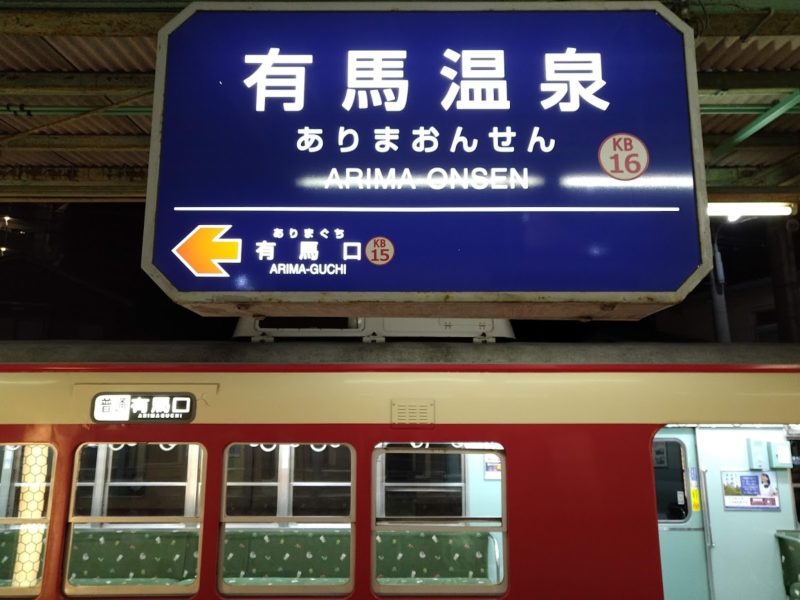 有馬温泉
ありまおんせん
KB
16
ARIMA ONSEN
ありまぐち
有馬口
KB
15
ARIMA-GUCHI
普通 有馬口
ARIMAGUCHI